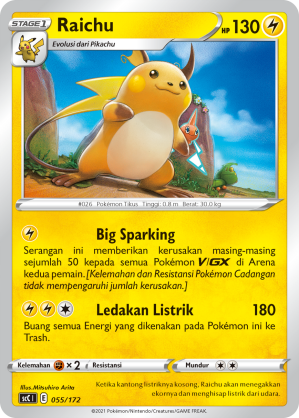 STAGE 1 Raichu HP 130
Evolusi dari Pikachu
#026 Pokémon Tikus Tinggi: 0.8 m Berat: 30.0 kg
Big Sparking
Serangan ini memberikan kerusakan masing-masing
sejumlah 50 kepada semua Pokémon V/GX di Arena
kedua pemain. [Kelemahan dan Resistansi Pokémon Cadangan
tidak mempengaruhi jumlah kerusakan.]
Ledakan Listrik 180
Buang semua Energi yang dikenakan pada Pokémon ini ke
Trash.
Kelemahan ×2 Resistansi Mundur
Illus. Mitsuhiro Arita
SC I E 055/172
Ketika kantong listriknya kosong, Raichu akan menegakkan
ekornya dan menghisap listrik dari udara.
©2021 Pokémon/Nintendo/Creatures/GAME FREAK